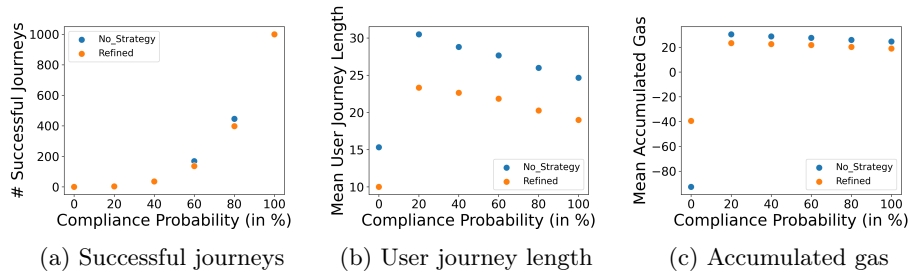 # Successful Journeys
1000
800
600
400
200
0
No_Strategy
Refined
0 20 40 60 80 100
Compliance Probability (in %)
(a) Successful journeys
Mean User Journey Length
30
25
20
15
10
No_Strategy
Refined
0 20 40 60 80 100
Compliance Probability (in %)
(b) User journey length
Mean Accumulated Gas
20
0
−20
−40
−60
−80
No_Strategy
Refined
0 20 40 60 80 100
Compliance Probability (in %)
(c) Accumulated gas